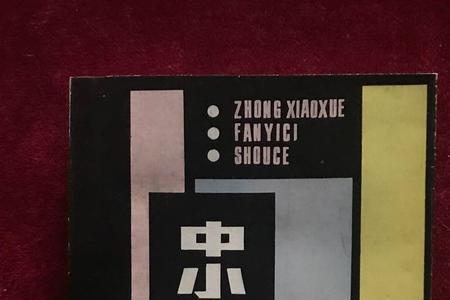 ZHONG XIAOXUE
FANYICI
SHOUCE
中
小